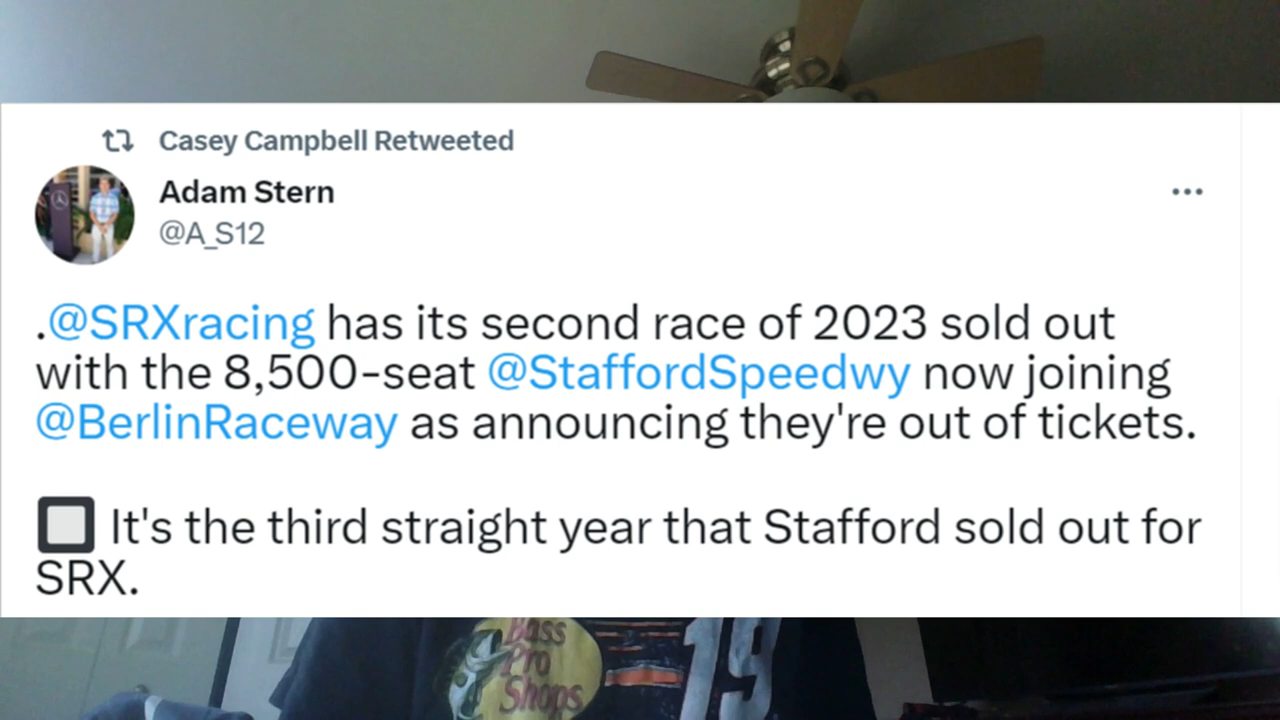 Casey Campbell Retweeted
Adam Stern
@A_S12
.@SRXracing has its second race of 2023 sold out
with the 8,500-seat @StaffordSpeedwy now joining
@BerlinRaceway as announcing they're out of tickets.
🔲 It's the third straight year that Stafford sold out for
SRX.
Bass
Pro
Shops
19